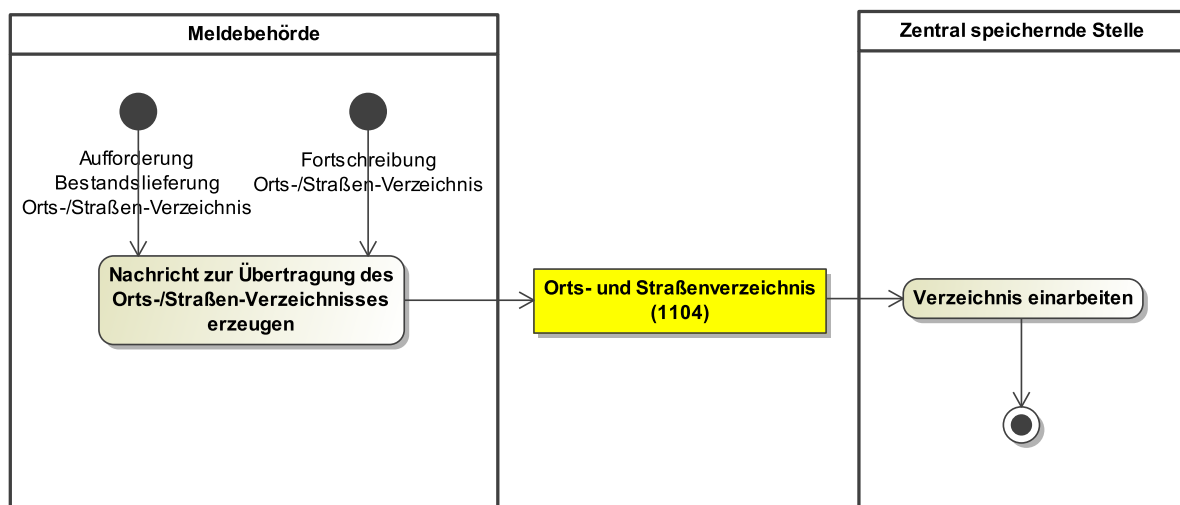 Meldebehörde
Zentral speichernde Stelle
Aufforderung
Bestandslieferung
Orts-/Straßen-Verzeichnis
Fortschreibung
Orts-/Straßen-Verzeichnis
Nachricht zur Übertragung des
Orts-/Straßen-Verzeichnisses
erzeugen
Orts- und Straßenverzeichnis
(1104)
Verzeichnis einarbeiten